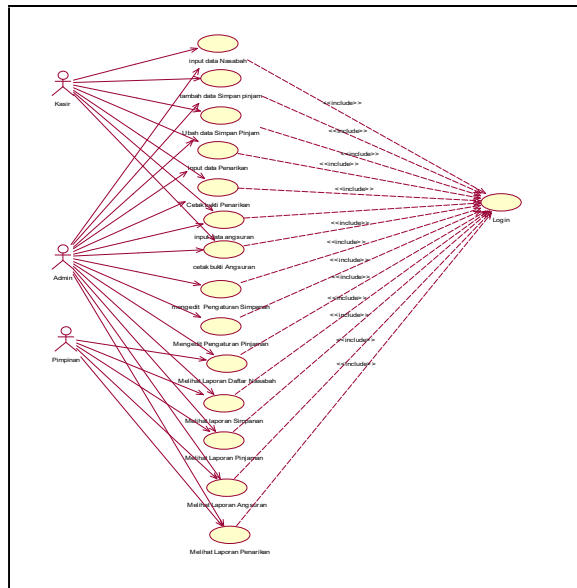 input data Nasabah
Kasir
tambah data Simpan pinjam
<<include>>
Ubah data Simpan Pinjam
<<include>>
<<include>>
Input data Penarikan
<<include>>
<<include>>
Cetak bukti Penarikan
Login
<<include>>
input data angsuran
cetak bukti Angsuran
Admin
<<include>>
<<include>>
mengedit Pengaturan Simpanan
<<include>>
<<include>>
Mengedit Pengaturan Pinjaman
<<include>>
Pimpinan
<<include>>
Melihat Laporan Daftar Nasabah
Melihat laporan Simpanan
Melihat Laporan Pinjaman
Melihat Laporan Angsuran
Melihat Laporan Penarikan